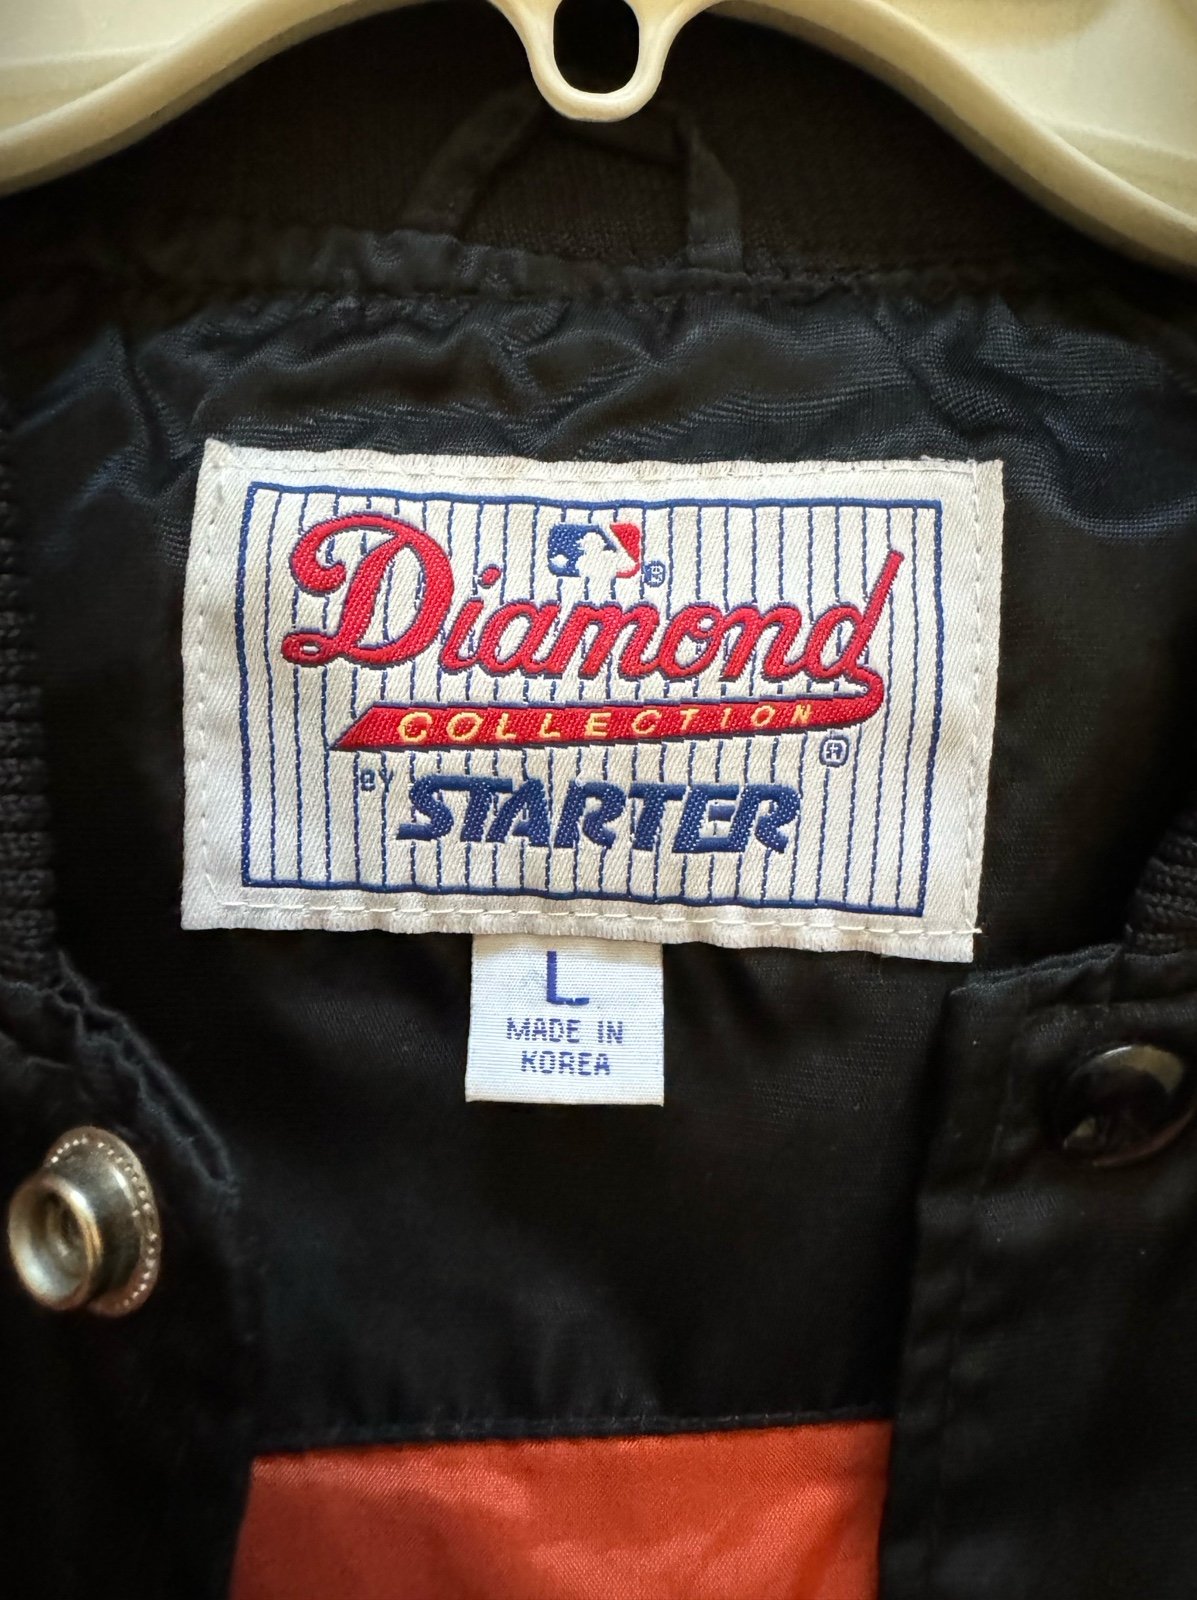 Diamond
®
COLLECTION
®
BY STARTER
L
MADE IN
KOREA